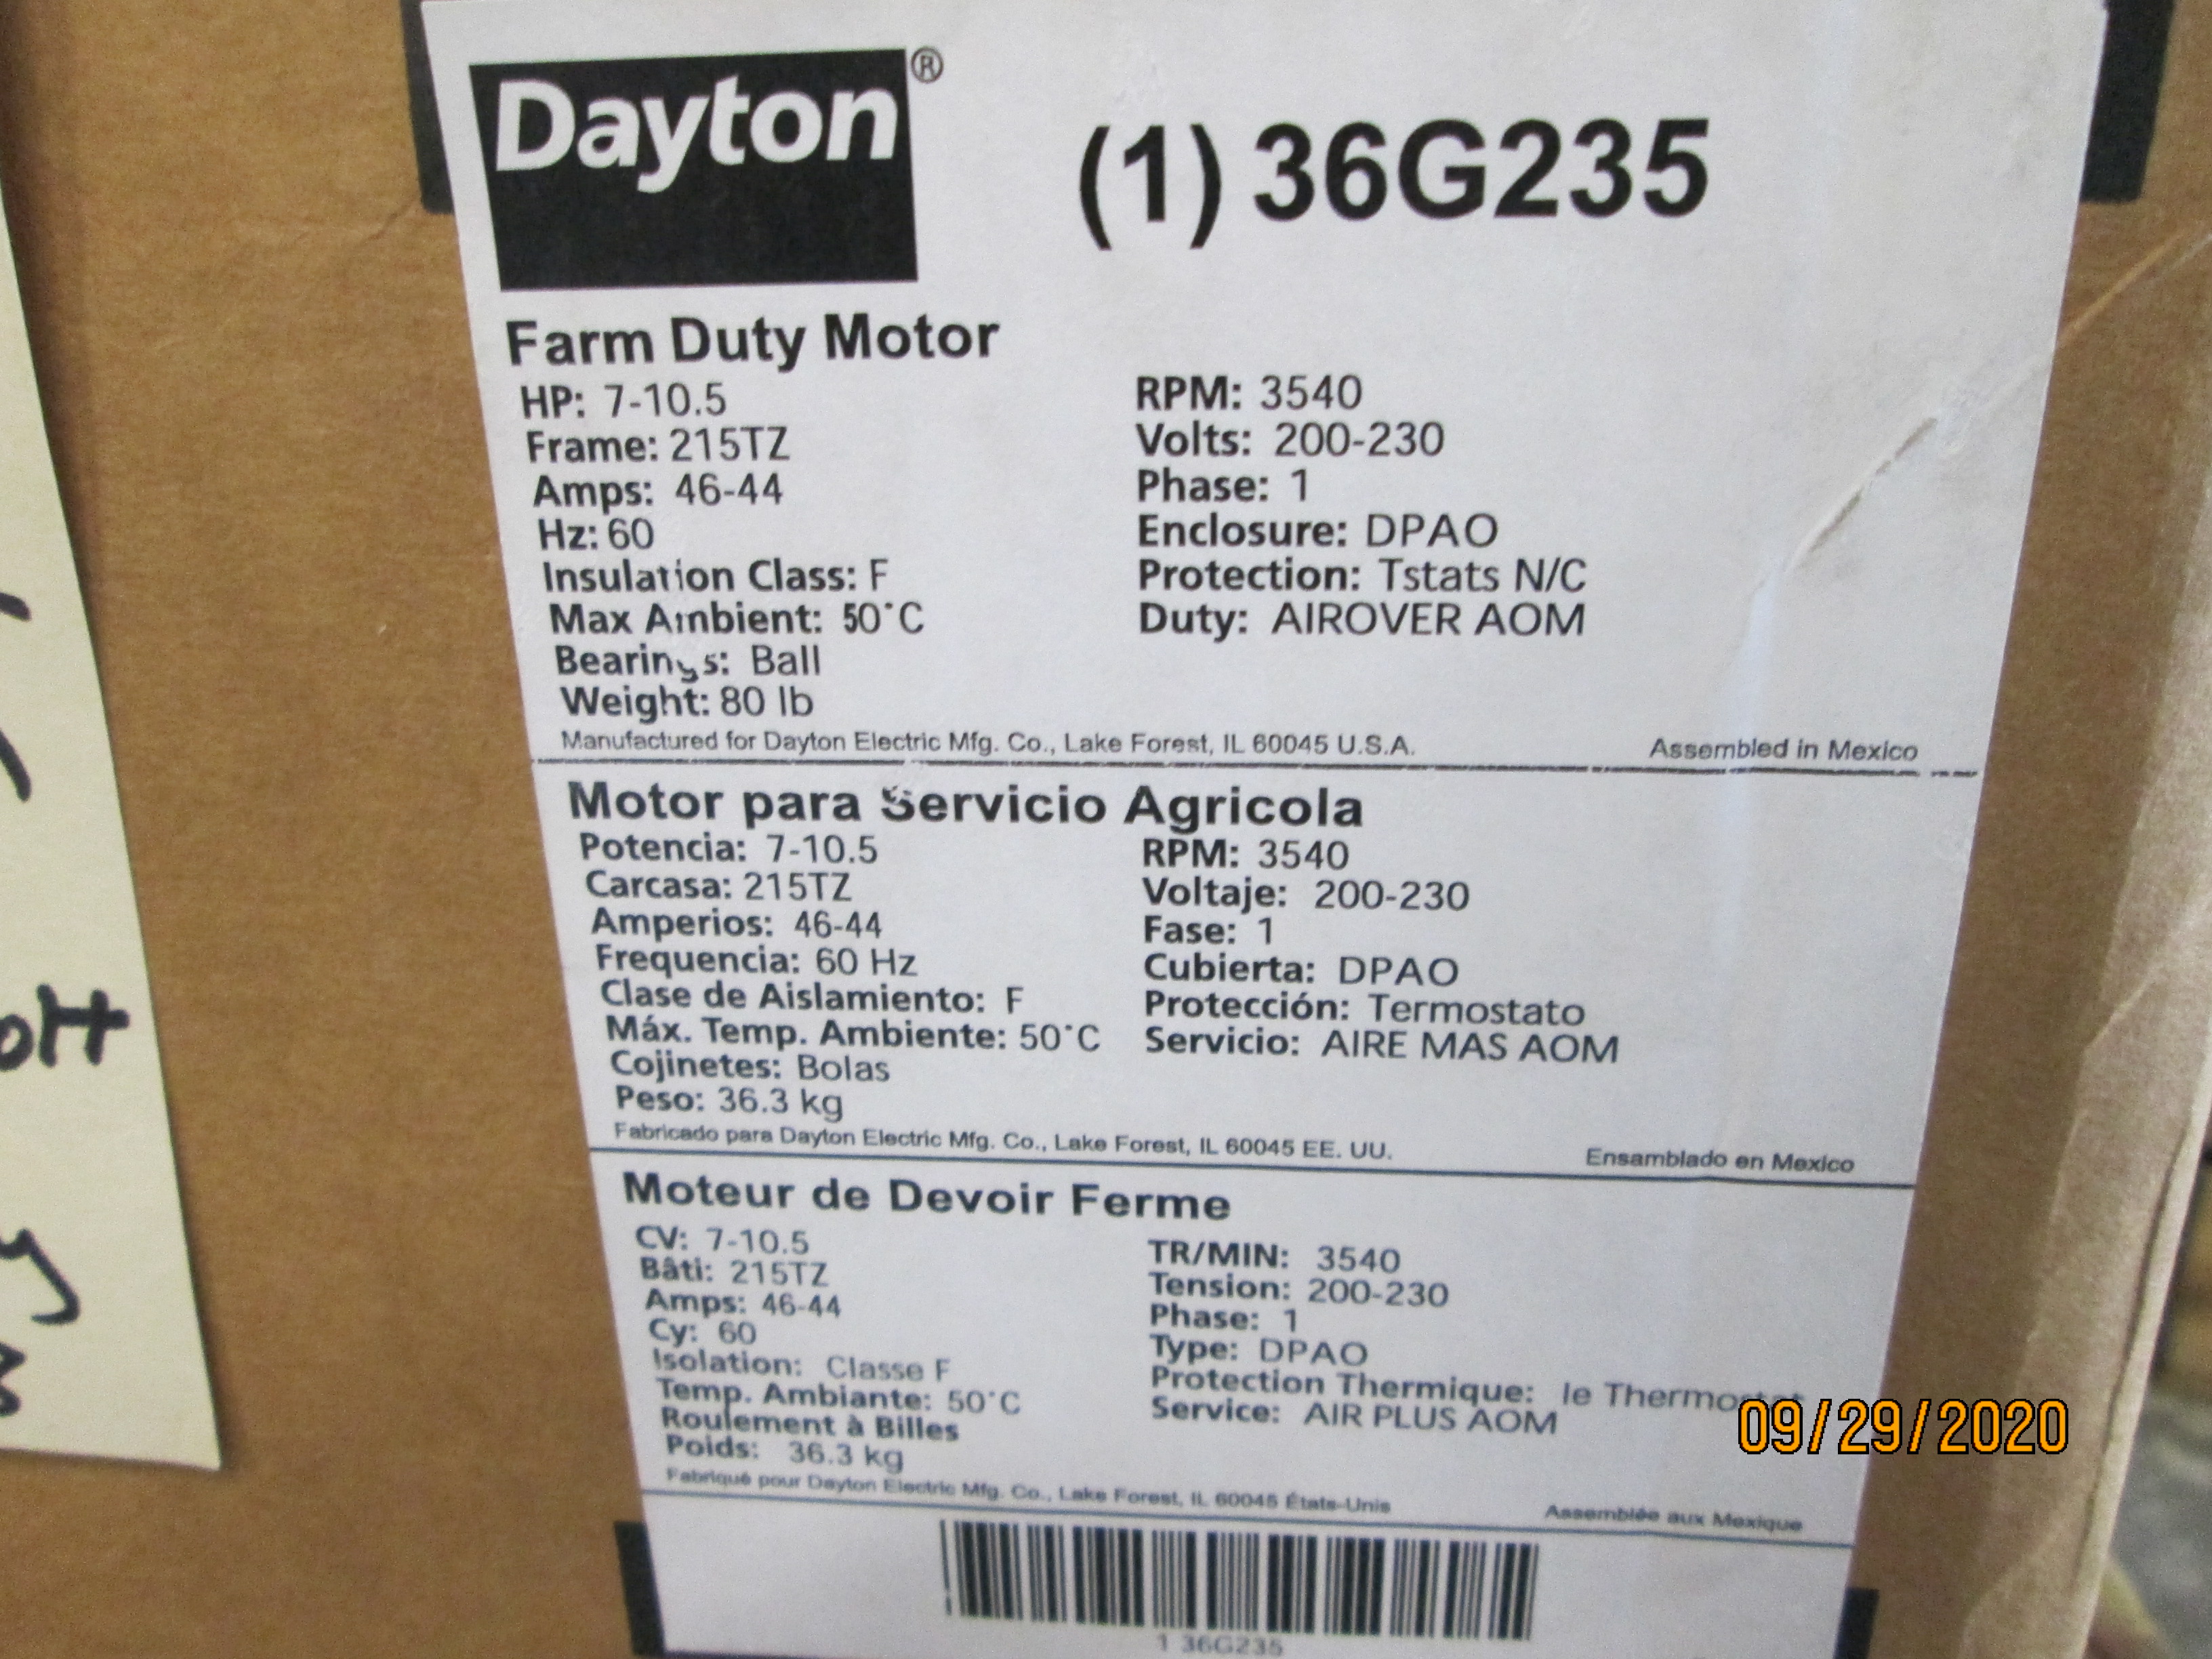 Dayton®
(1) 36G235
Farm Duty Motor
HP: 7-10.5
Frame: 215TZ
Amps: 46-44
Hz: 60
Insulation Class: F
Max Ambient: 50°C
Bearings: Ball
Weight: 80 lb
RPM: 3540
Volts: 200-230
Phase: 1
Enclosure: DPAO
Protection: Tstats N/C
Duty: AIROVER AOM
Manufactured for Dayton Electric Mfg. Co., Lake Forest, IL 60045 U.S.A.
Assembled in Mexico
Motor para Servicio Agricola
Potencia: 7-10.5
Carcasa: 215TZ
Amperios: 46-44
Frequencia: 60 Hz
Clase de Aislamiento: F
Máx. Temp. Ambiente: 50°C
Cojinetes: Bolas
Peso: 36.3 kg
RPM: 3540
Voltaje: 200-230
Fase: 1
Cubierta: DPAO
Protección: Termostato
Servicio: AIRE MAS AOM
Fabricado para Dayton Electric Mfg. Co., Lake Forest, IL 60045 EE. UU.
Ensamblado en Mexico
Moteur de Devoir Ferme
CV: 7-10.5
Bâti: 215TZ
Amps: 46-44
Cy: 60
Isolation: Classe F
Temp. Ambiante: 50°C
Roulement à Billes
Poids: 36.3 kg
TR/MIN: 3540
Tension: 200-230
Phase: 1
Type: DPAO
Protection Thermique: le Thermostat
Service: AIR PLUS AOM
Fabriqué pour Dayton Electric Mfg. Co., Lake Forest, IL 60045 États-Unis
Assemblée aux Mexique
1 36G235
09/29/2020